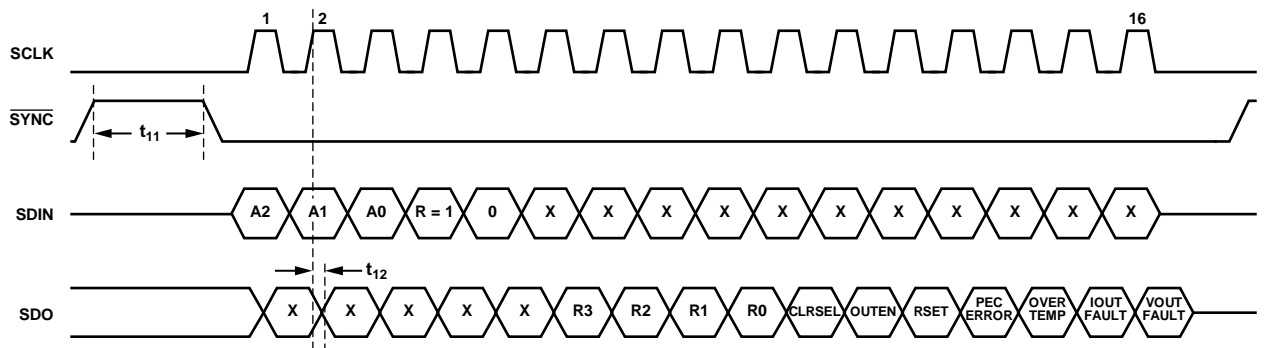 1 2 16
SCLK
SYNC
t11
SDIN A2 A1 A0 R = 1 0 X X X X X X X X X X X
t12
SDO X X X X X R3 R2 R1 R0 CLRSEL OUTEN RSET PEC ERROR OVER TEMP IOUT FAULT VOUT FAULT